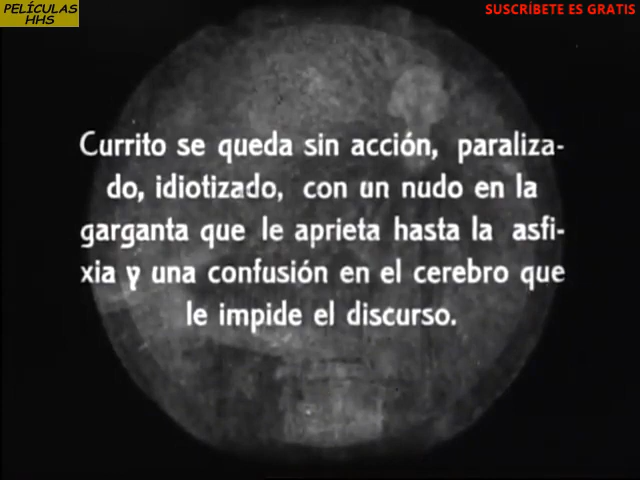 PELÍCULAS
HHS
SUSCRÍBETE ES GRATIS
Currito se queda sin acción, paraliza-
do, idiotizado, con un nudo en la
garganta que le aprieta hasta la asfi-
xia y una confusión en el cerebro que
le impide el discurso.